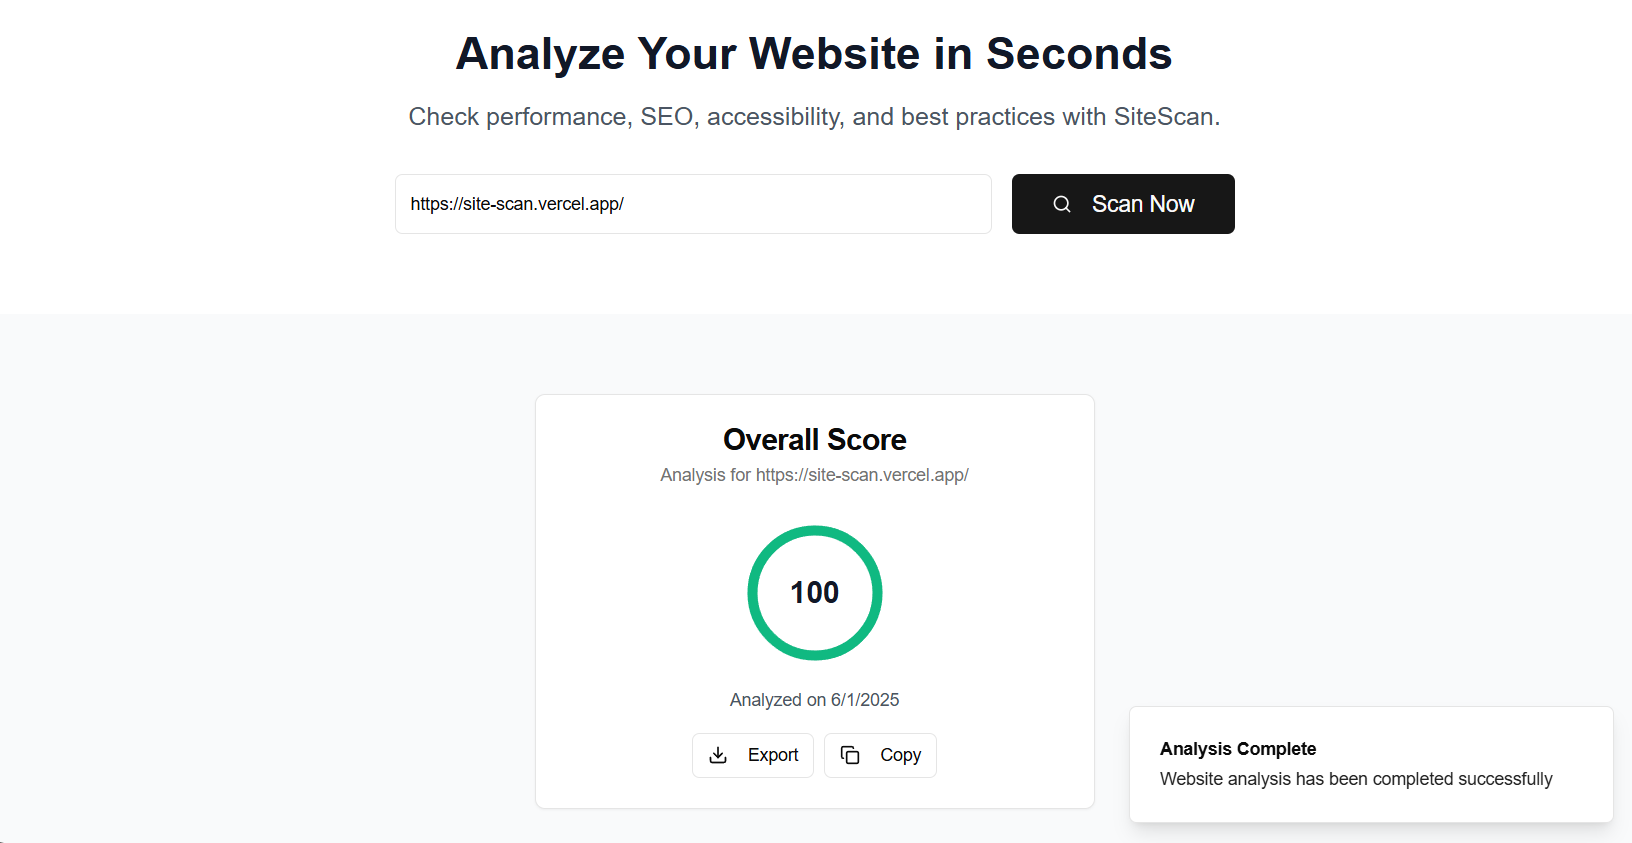 Analyze Your Website in Seconds
Check performance, SEO, accessibility, and best practices with SiteScan.
https://site-scan.vercel.app/
Scan Now
Overall Score
Analysis for https://site-scan.vercel.app/
100
Analyzed on 6/1/2025
Export
Copy
Analysis Complete
Website analysis has been completed successfully